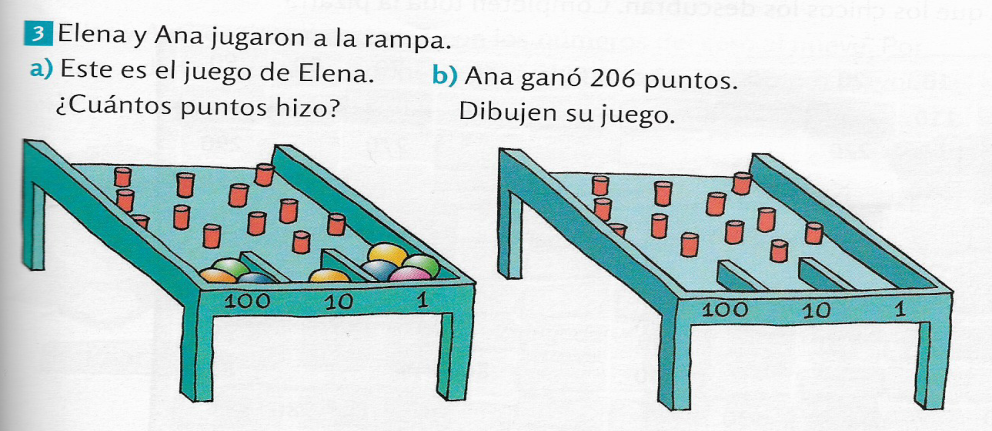 3 Elena y Ana jugaron a la rampa.
a) Este es el juego de Elena.
¿Cuántos puntos hizo?
b) Ana ganó 206 puntos.
Dibujen su juego.
100 10 1
100 10 1